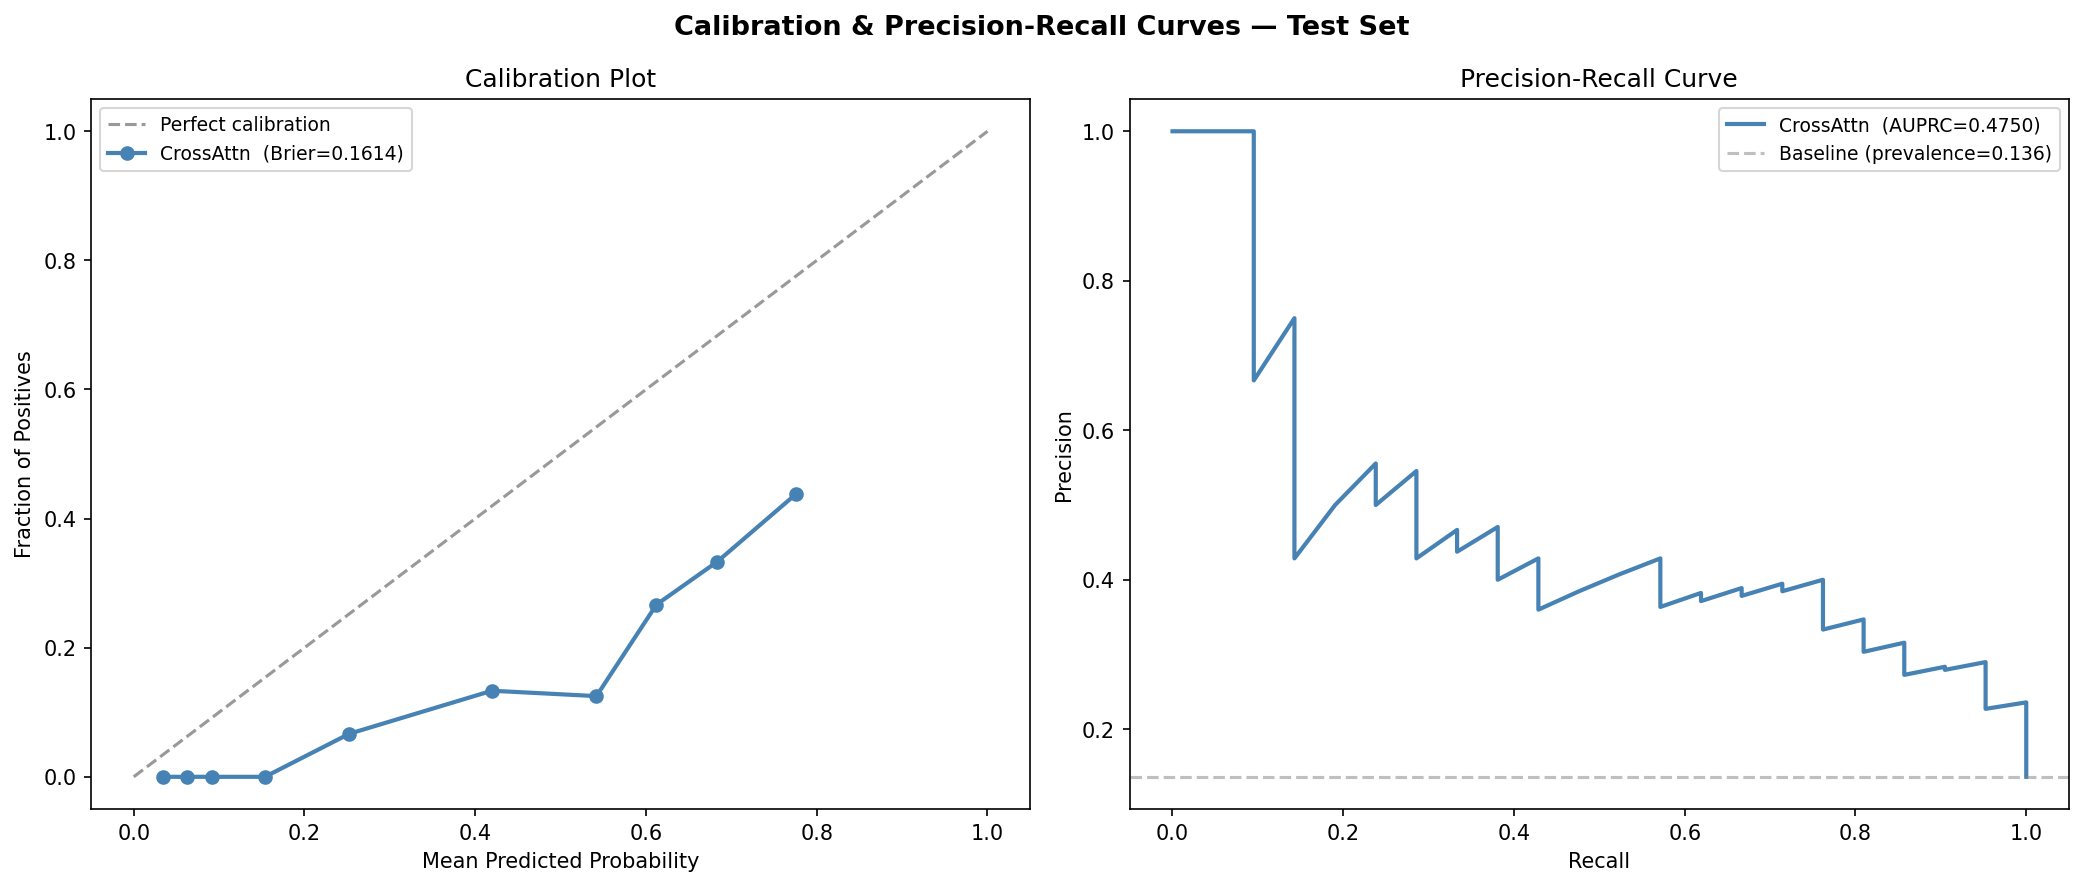 Calibration & Precision-Recall Curves — Test Set
Calibration Plot
Perfect calibration
CrossAttn (Brier=0.1614)
Fraction of Positives
1.0
0.8
0.6
0.4
0.2
0.0
0.0 0.2 0.4 0.6 0.8 1.0
Mean Predicted Probability
Precision-Recall Curve
CrossAttn (AUPRC=0.4750)
Baseline (prevalence=0.136)
Precision
1.0
0.8
0.6
0.4
0.2
0.0 0.2 0.4 0.6 0.8 1.0
Recall